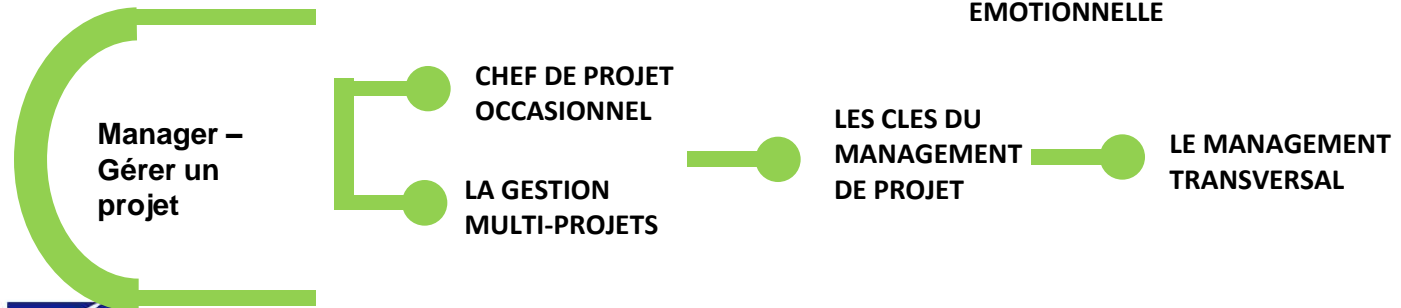 EMOTIONNELLE
Manager –
Gérer un
projet
CHEF DE PROJET
OCCASIONNEL
LA GESTION
MULTI-PROJETS
LES CLES DU
MANAGEMENT
DE PROJET
LE MANAGEMENT
TRANSVERSAL